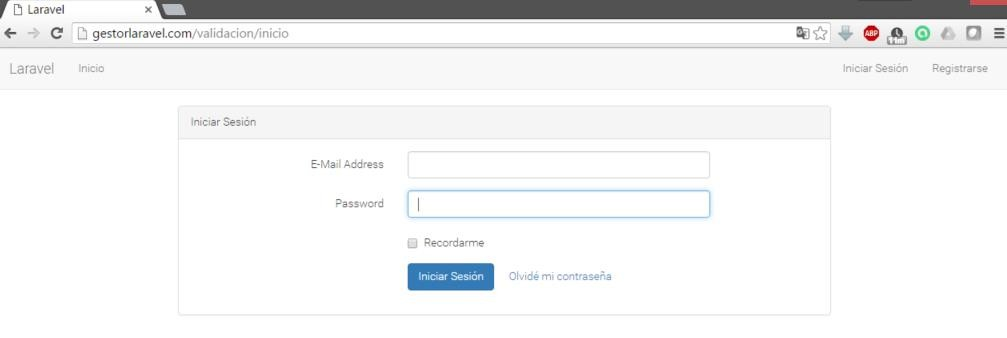 Laravel
gestorlaravel.com/validacion/inicio
ABP
11m
Laravel Inicio Iniciar Sesión Registrarse
Iniciar Sesión
E-Mail Address
Password
Recordarme
Iniciar Sesión Olvidé mi contraseña